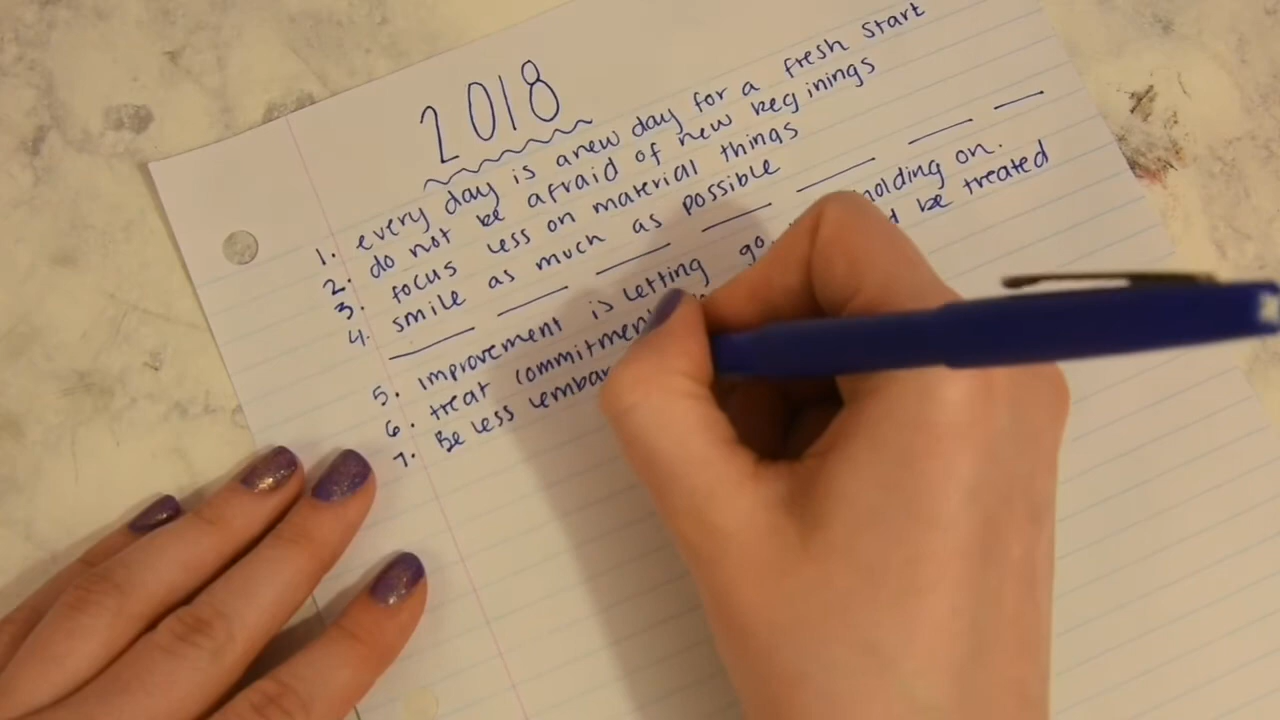 2018
1. every day is a new day for a fresh start
2. do not be afraid of new beginings
3. focus less on material things
4. smile as much as possible
5. improvement is letting go. holding on.
6. treat be treated
7. Be less